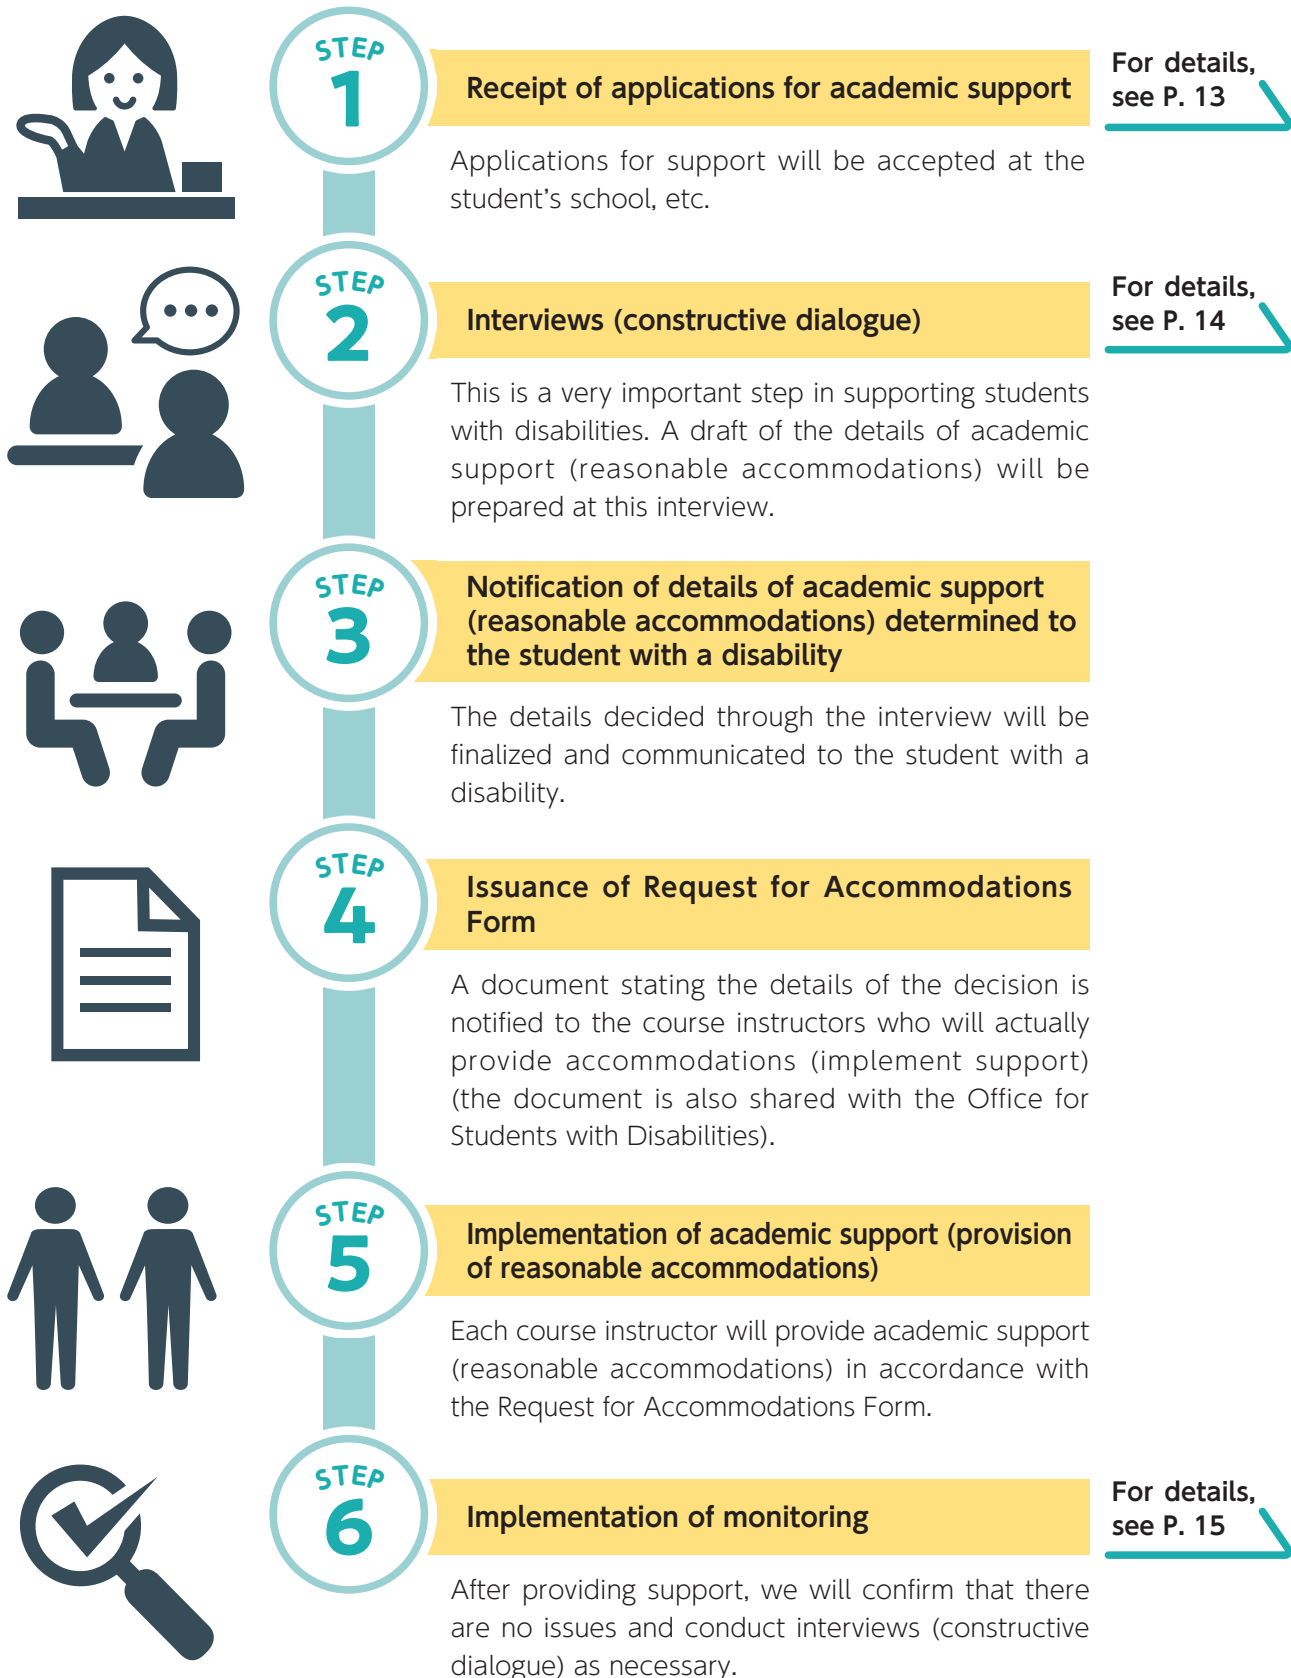 STEP
1
Receipt of applications for academic support
For details,
see P. 13
Applications for support will be accepted at the
student's school, etc.
STEP
2
Interviews (constructive dialogue)
For details,
see P. 14
This is a very important step in supporting students
with disabilities. A draft of the details of academic
support (reasonable accommodations) will be
prepared at this interview.
STEP
3
Notification of details of academic support
(reasonable accommodations) determined to
the student with a disability
The details decided through the interview will be
finalized and communicated to the student with a
disability.
STEP
4
Issuance of Request for Accommodations
Form
A document stating the details of the decision is
notified to the course instructors who will actually
provide accommodations (implement support)
(the document is also shared with the Office for
Students with Disabilities).
STEP
5
Implementation of academic support (provision
of reasonable accommodations)
Each course instructor will provide academic support
(reasonable accommodations) in accordance with
the Request for Accommodations Form.
STEP
6
Implementation of monitoring
For details,
see P. 15
After providing support, we will confirm that there
are no issues and conduct interviews (constructive
dialogue) as necessary.